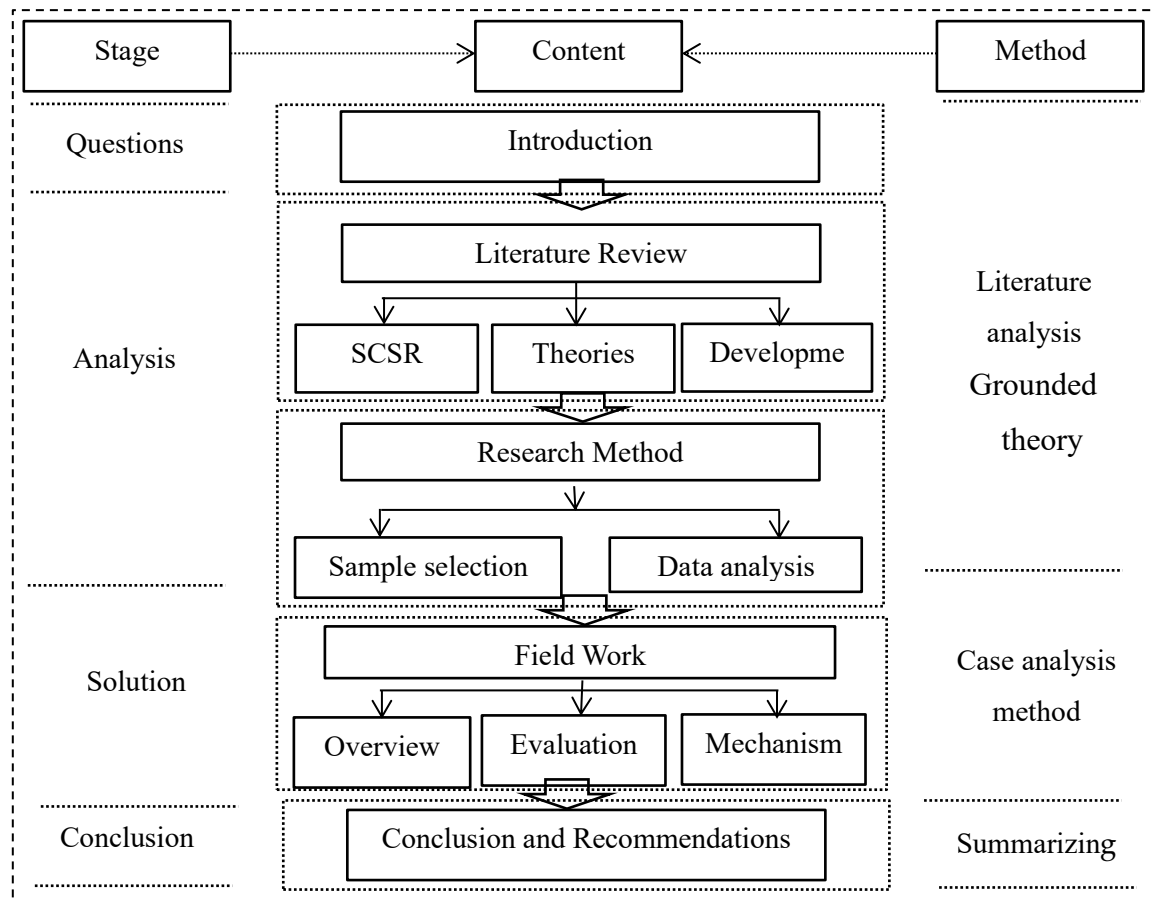 Stage
Content
Method
Questions
Introduction
Literature Review
Literature
analysis
Grounded
theory
Analysis
SCSR
Theories
Developme
Research Method
Sample selection
Data analysis
Solution
Field Work
Case analysis
method
Overview
Evaluation
Mechanism
Conclusion
Conclusion and Recommendations
Summarizing